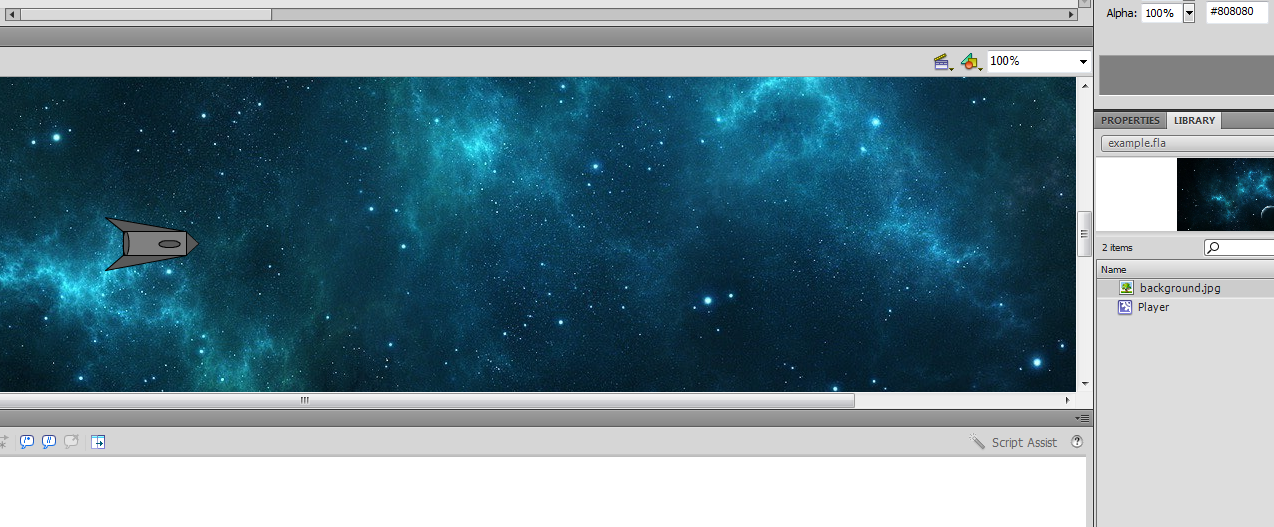 Alpha: 100% #808080
100%
PROPERTIES LIBRARY
example.fla
2 items
Name
background.jpg
Player
/* //
Script Assist ?